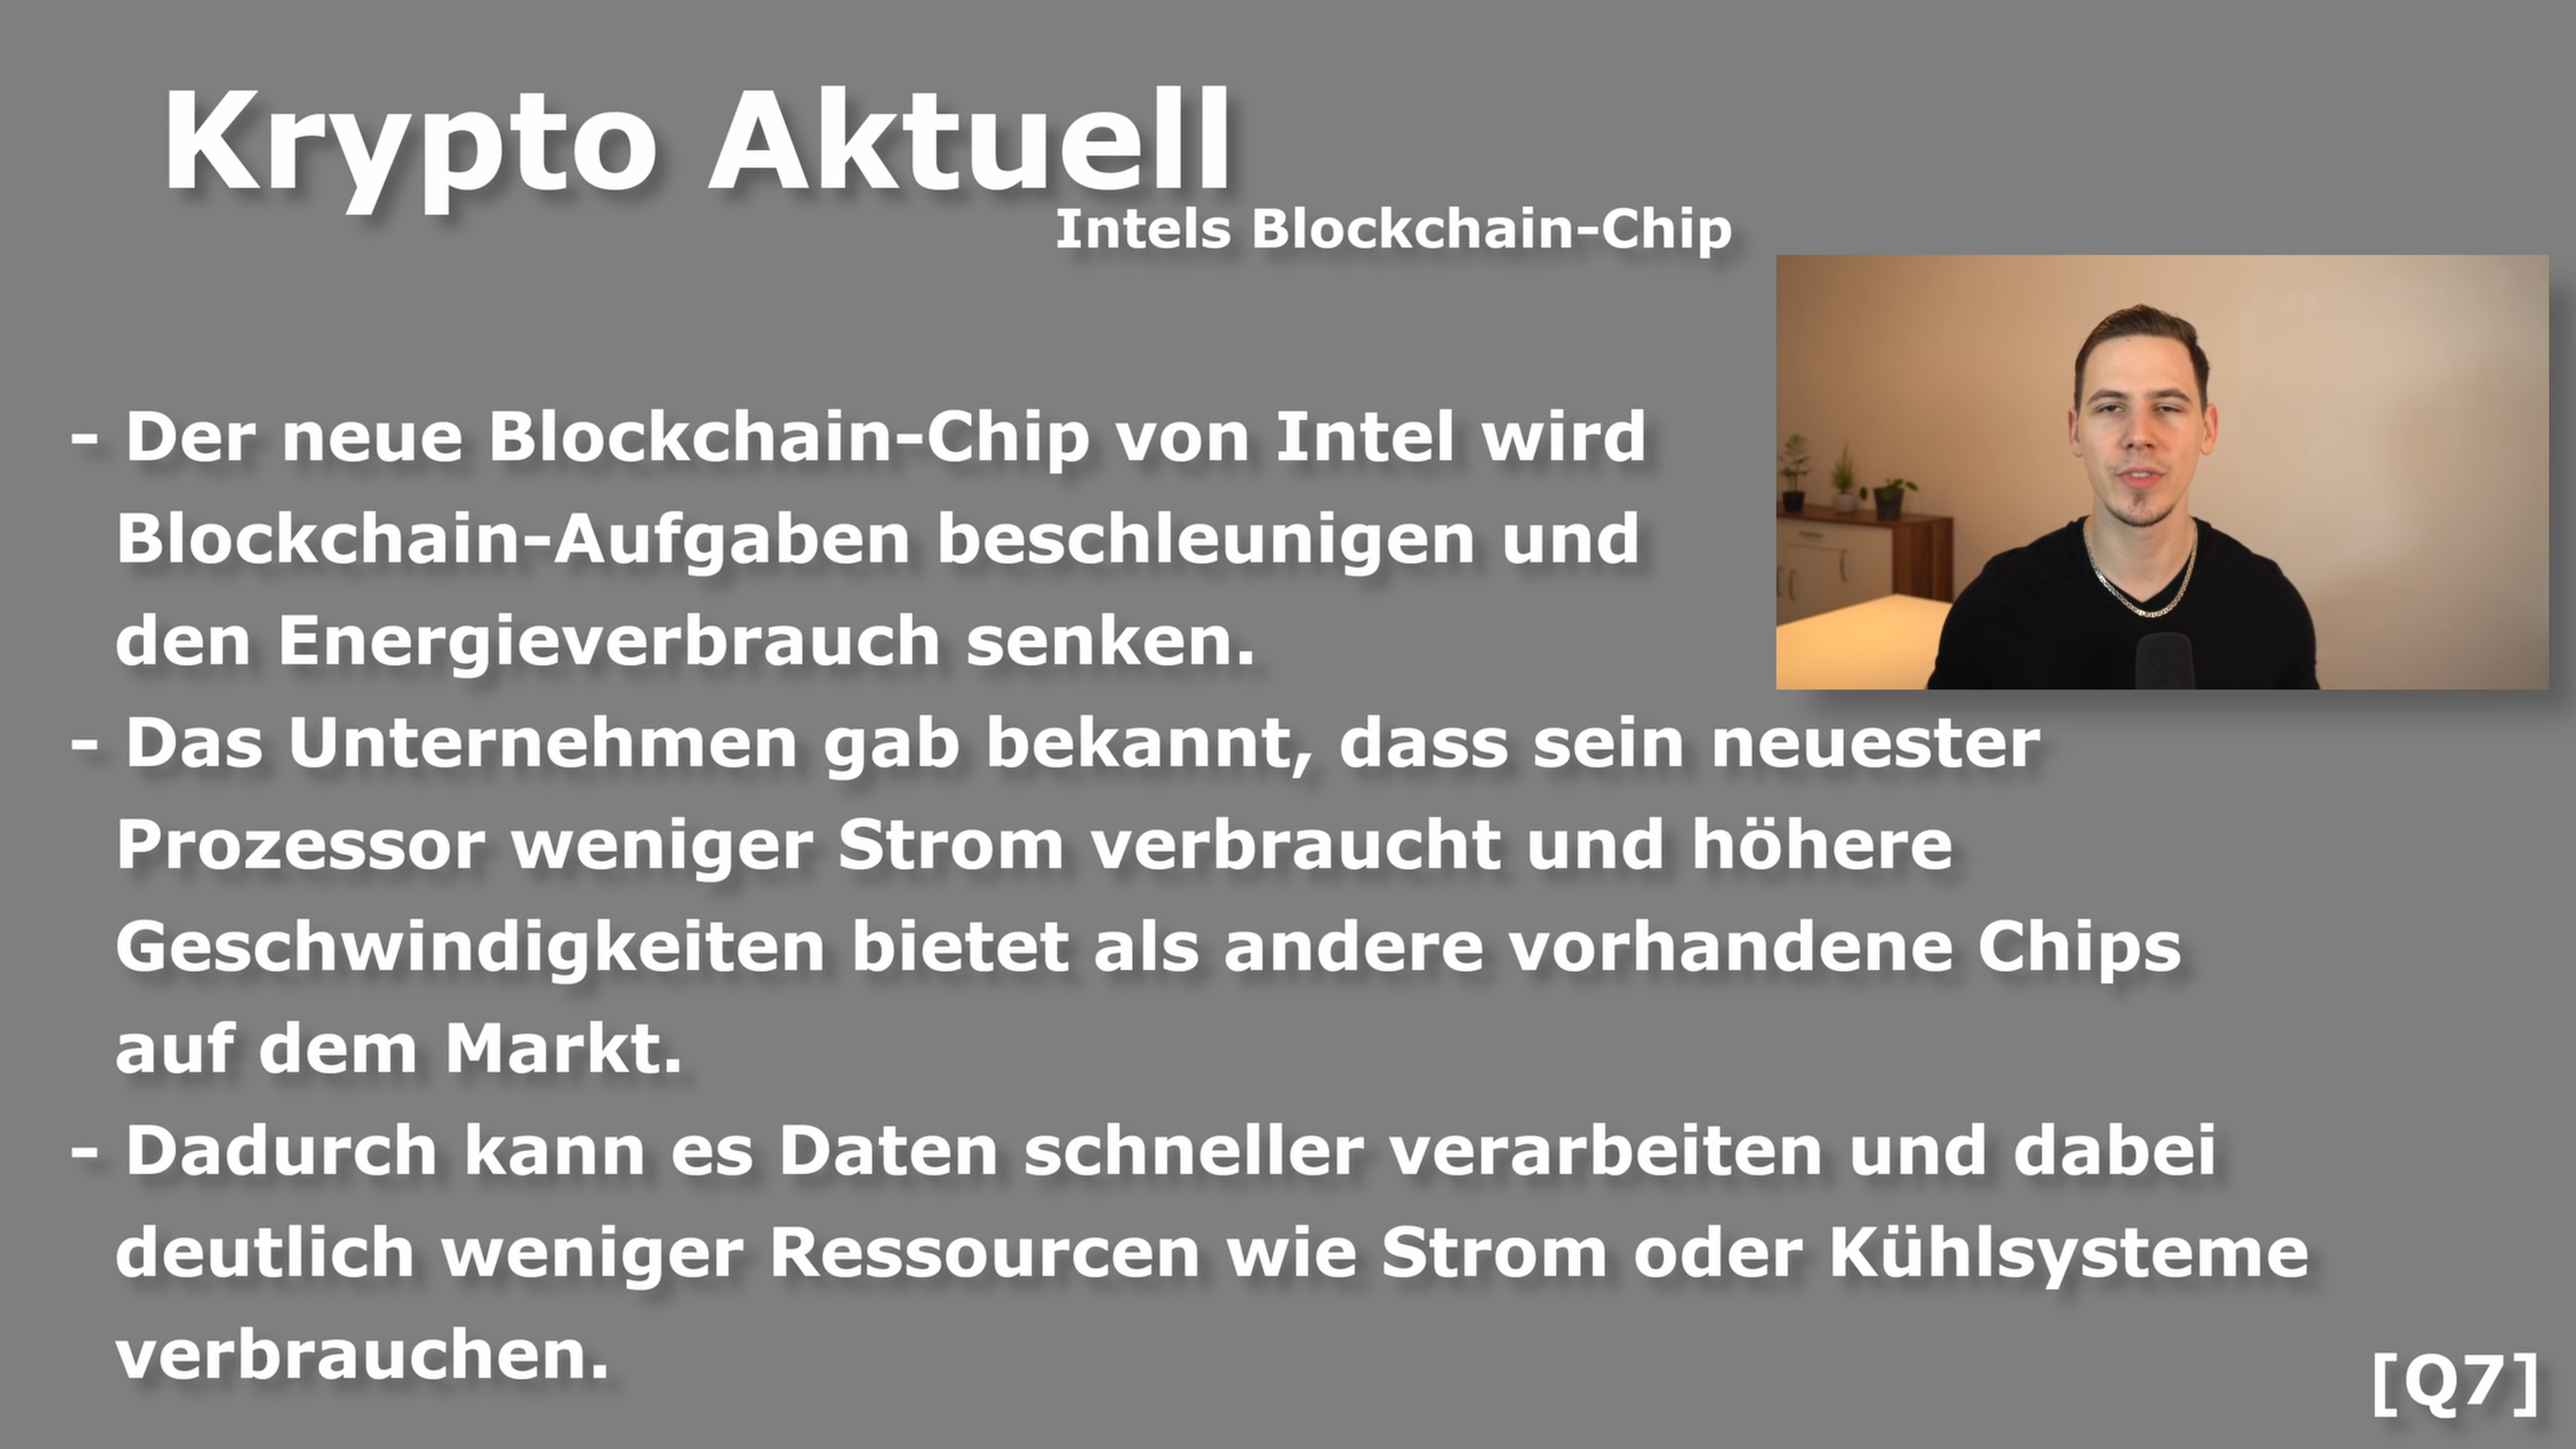 Krypto Aktuell
Intels Blockchain-Chip
- Der neue Blockchain-Chip von Intel wird
Blockchain-Aufgaben beschleunigen und
den Energieverbrauch senken.
- Das Unternehmen gab bekannt, dass sein neuester
Prozessor weniger Strom verbraucht und höhere
Geschwindigkeiten bietet als andere vorhandene Chips
auf dem Markt.
- Dadurch kann es Daten schneller verarbeiten und dabei
deutlich weniger Ressourcen wie Strom oder Kühlsysteme
verbrauchen.
[Q7]